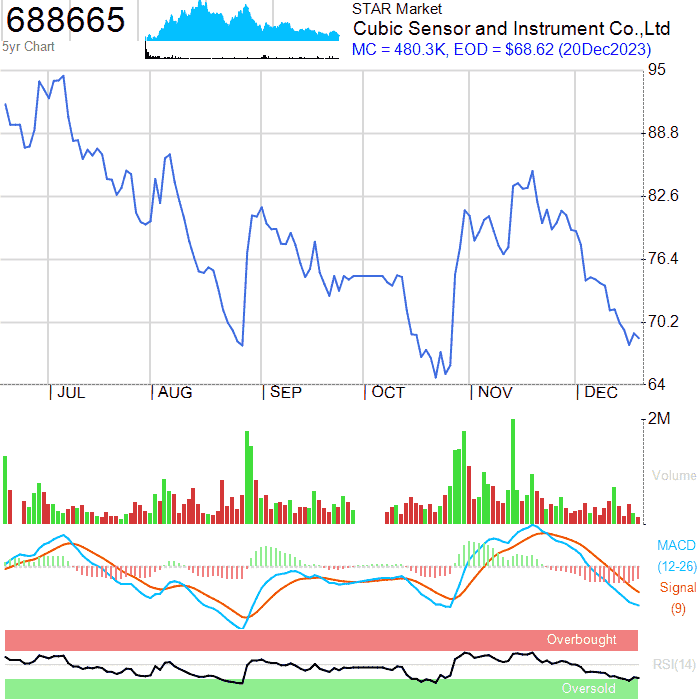 688665
5yr Chart
STAR Market
Cubic Sensor and Instrument Co.,Ltd
MC = 480.3K, EOD = $68.62 (20Dec2023)
95
88.8
82.6
76.4
70.2
64
JUL
AUG
SEP
OCT
NOV
DEC
2M
Volume
MACD
(12-26)
Signal
(9)
Overbought
RSI(14)
Oversold